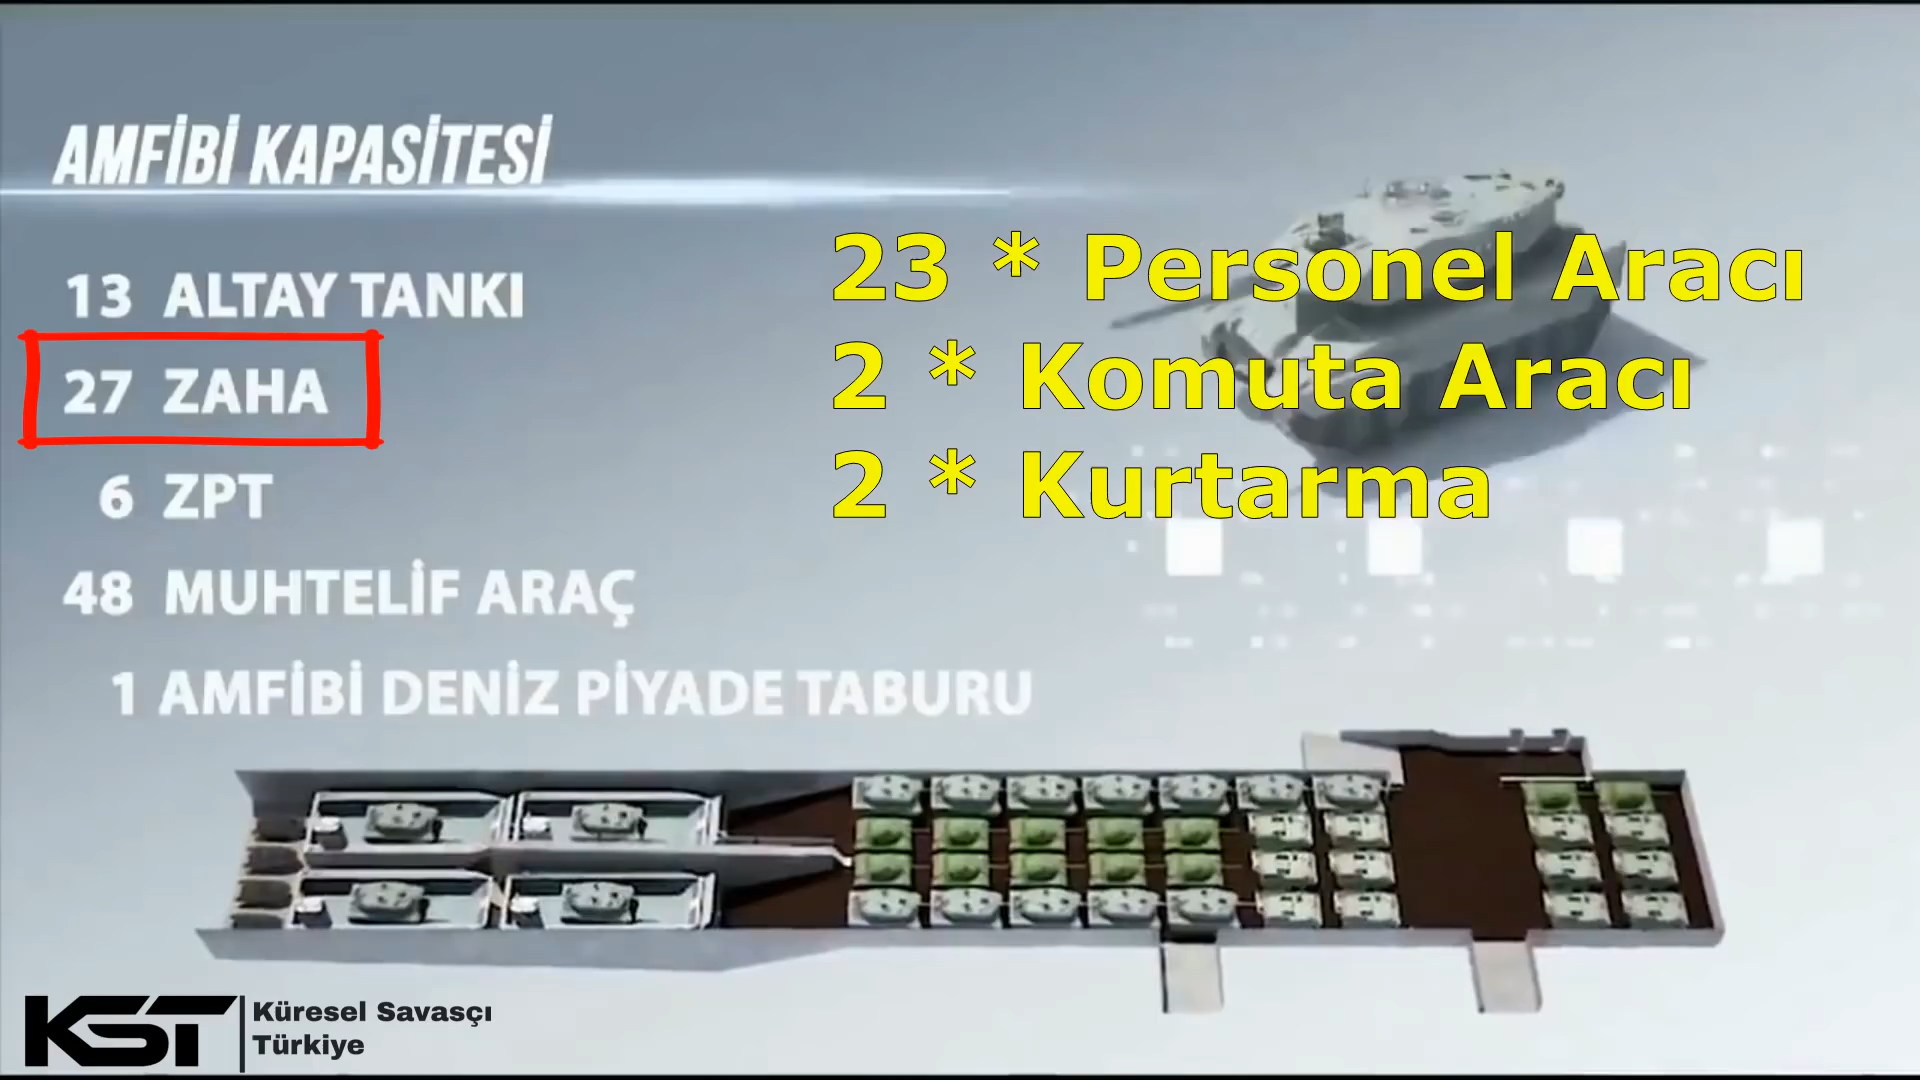 AMFİBİ KAPASİTESİ
13 ALTAY TANKI
27 ZAHA
6 ZPT
48 MUHTELİF ARAÇ
1 AMFİBİ DENİZ PİYADE TABURU
23 * Personel Aracı
2 * Komuta Aracı
2 * Kurtarma
KST
Küresel Savasçı
Türkiye